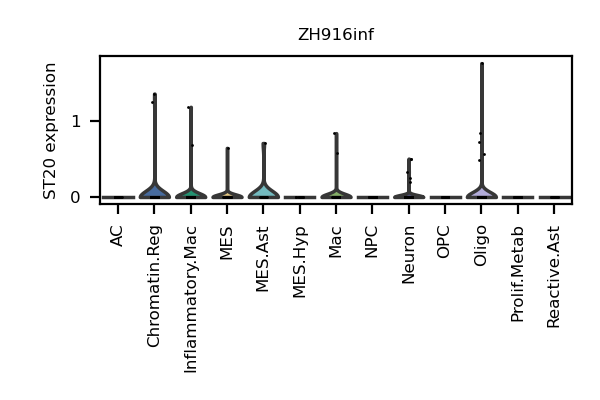 ZH916inf
ST20 expression
1
0
AC
Chromatin.Reg
Inflammatory.Mac
MES
MES.Ast
MES.Hyp
Mac
NPC
Neuron
OPC
Oligo
Prolif.Metab
Reactive.Ast